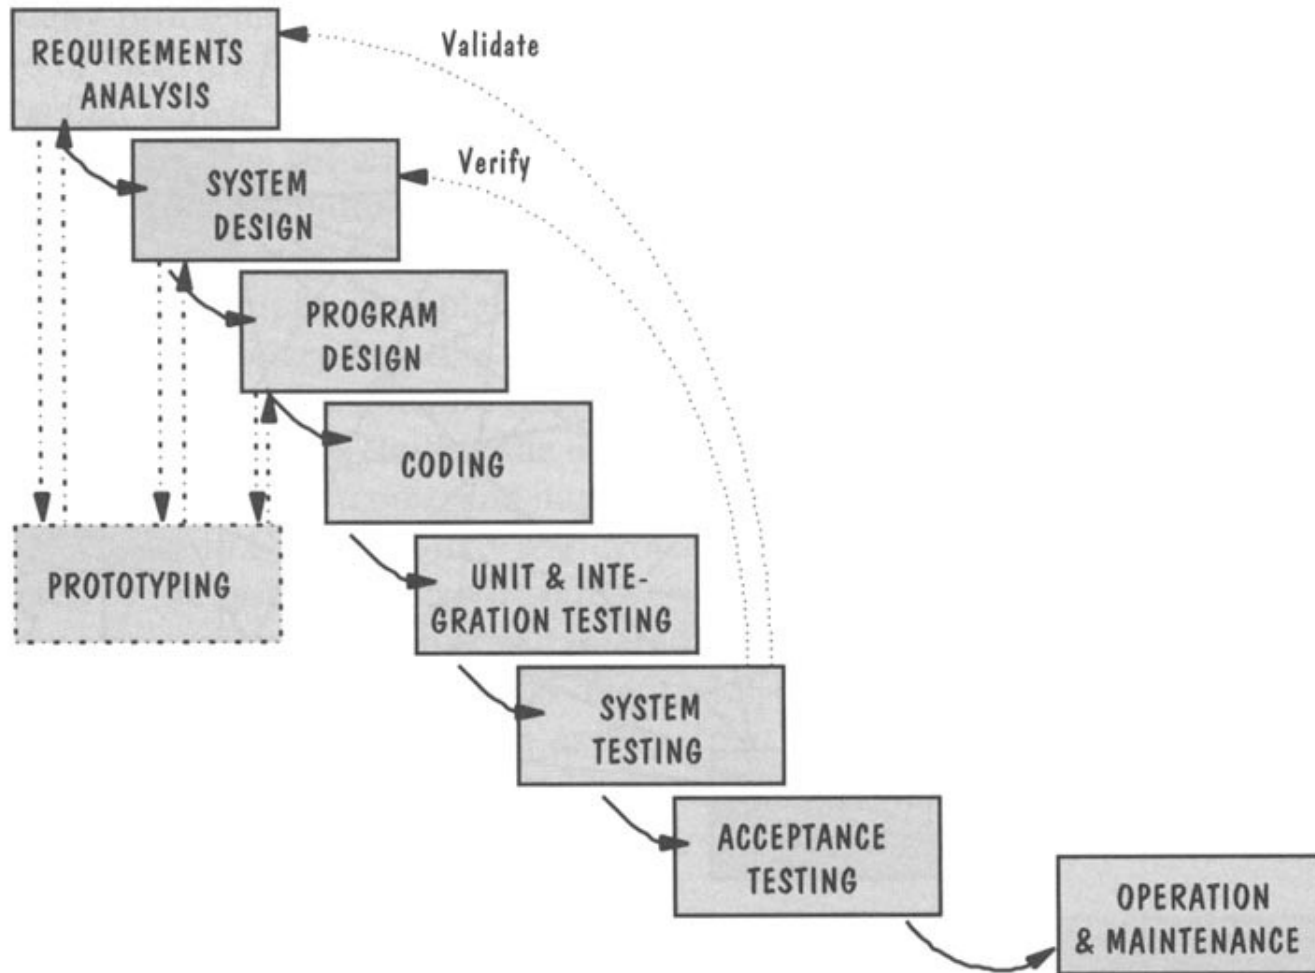 REQUIREMENTS
ANALYSIS
Validate
Verify
SYSTEM
DESIGN
PROGRAM
DESIGN
CODING
PROTOTYPING
UNIT & INTE-
GRATION TESTING
SYSTEM
TESTING
ACCEPTANCE
TESTING
OPERATION
& MAINTENANCE